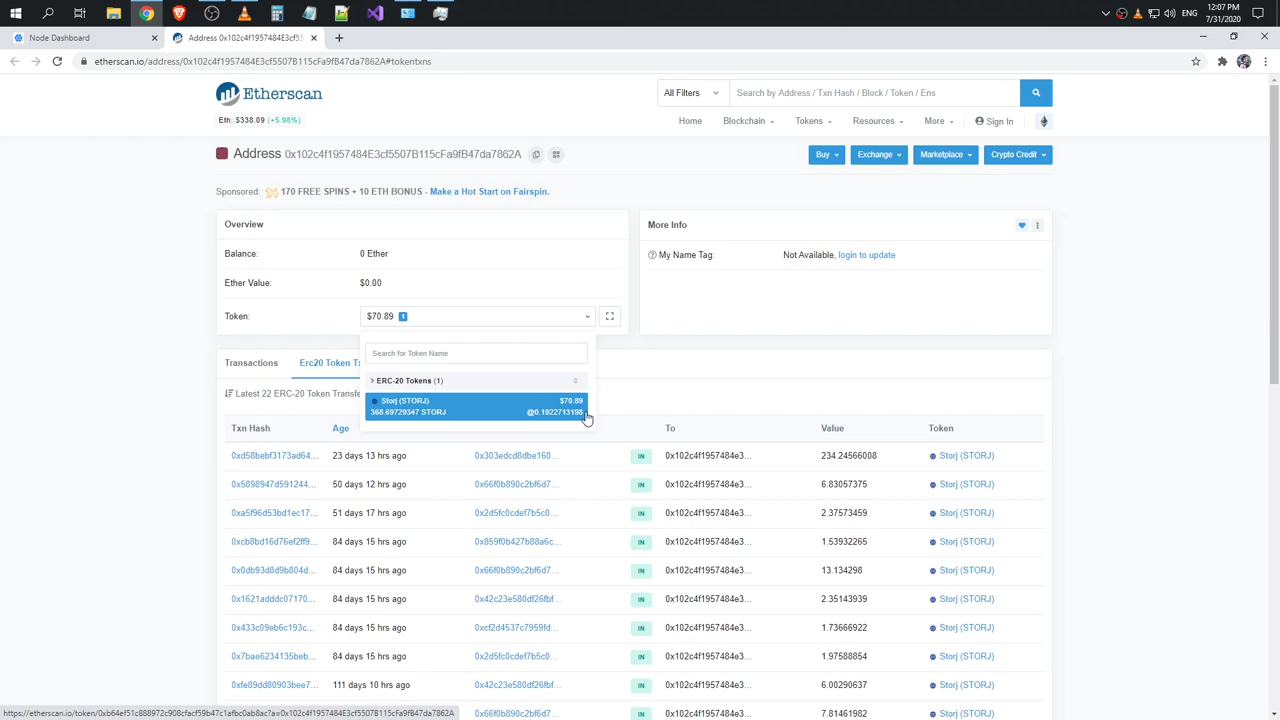 12:07 PM
ENG
7/31/2020
Node Dashboard
Address 0x102c4f1957484E3cf5
etherscan.io/address/0x102c4f1957484E3cf5507B115cFa9fB47da7862A#tokentxns
Etherscan
All Filters
Search by Address / Txn Hash / Block / Token / Ens
Eth: $338.09 (+5.98%)
Home Blockchain Tokens Resources More Sign In
Address 0x102c4f1957484E3cf5507B115cFa9fB47da7862A
Buy Exchange Marketplace Crypto Credit
Sponsored: 170 FREE SPINS + 10 ETH BONUS - Make a Hot Start on Fairspin.
Overview
More Info
Balance: 0 Ether
My Name Tag: Not Available, login to update
Ether Value: $0.00
Token: $70.89 1
Search for Token Name
Transactions Erc20 Token Tx
ERC-20 Tokens (1)
Latest 22 ERC-20 Token Transfe
Storj (STORJ) $70.89
368.69729347 STORJ @0.1922713198
Txn Hash Age To Value Token
0xd58bebf3173ad64... 23 days 13 hrs ago 0x303edcd8dbe160... IN 0x102c4f1957484e3... 234.24566008 Storj (STORJ)
0x5898947d591244... 50 days 12 hrs ago 0x66f0b890c2bf6d7... IN 0x102c4f1957484e3... 6.83057375 Storj (STORJ)
0xa5f96d53bd1ec17... 51 days 17 hrs ago 0x2d5fc0cdef7b5c0... IN 0x102c4f1957484e3... 2.37573459 Storj (STORJ)
0xcb8bd16d76ef2ff9... 84 days 15 hrs ago 0x859f0b427b88a6c... IN 0x102c4f1957484e3... 1.53932265 Storj (STORJ)
0x0db93d8d9b804d... 84 days 15 hrs ago 0x66f0b890c2bf6d7... IN 0x102c4f1957484e3... 13.134298 Storj (STORJ)
0x1621adddc07170... 84 days 15 hrs ago 0x42c23e580df26fbf... IN 0x102c4f1957484e3... 2.35143939 Storj (STORJ)
0x433c09eb6c193c... 84 days 15 hrs ago 0xcf2d4537c7959fd... IN 0x102c4f1957484e3... 1.73666922 Storj (STORJ)
0x7bae6234135beb... 84 days 15 hrs ago 0x2d5fc0cdef7b5c0... IN 0x102c4f1957484e3... 1.97588854 Storj (STORJ)
0xfe89dd80903bee7... 111 days 10 hrs ago 0x42c23e580df26fbf... IN 0x102c4f1957484e3... 6.00290637 Storj (STORJ)
0x66f0b890c2bf6d7... IN 0x102c4f1957484e3... 7.81461982 Storj (STORJ)
https://etherscan.io/token/0xb64ef51c888972c908cfacf59b47c1afbc0ab8ac?a=0x102c4f1957484E3cf5507B115cFa9fB47da7862A